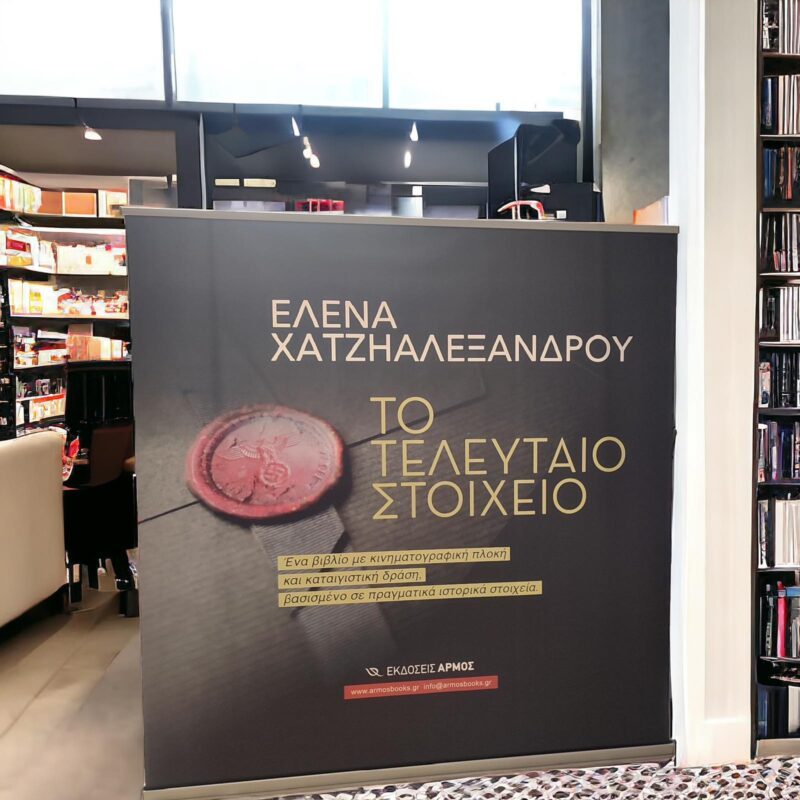 ΕΛΕΝΑ
ΧΑΤΖΗΑΛΕΞΑΝΔΡΟΥ
ΤΟ
ΤΕΛΕΥΤΑΙΟ
ΣΤΟΙΧΕΙΟ
Ένα βιβλίο με κινηματογραφική πλοκή
και καταιγιστική δράση,
βασισμένο σε πραγματικά ιστορικά στοιχεία.
ΕΚΔΟΣΕΙΣ ΑΡΜΟΣ
www.armosbooks.gr info@armosbooks.gr